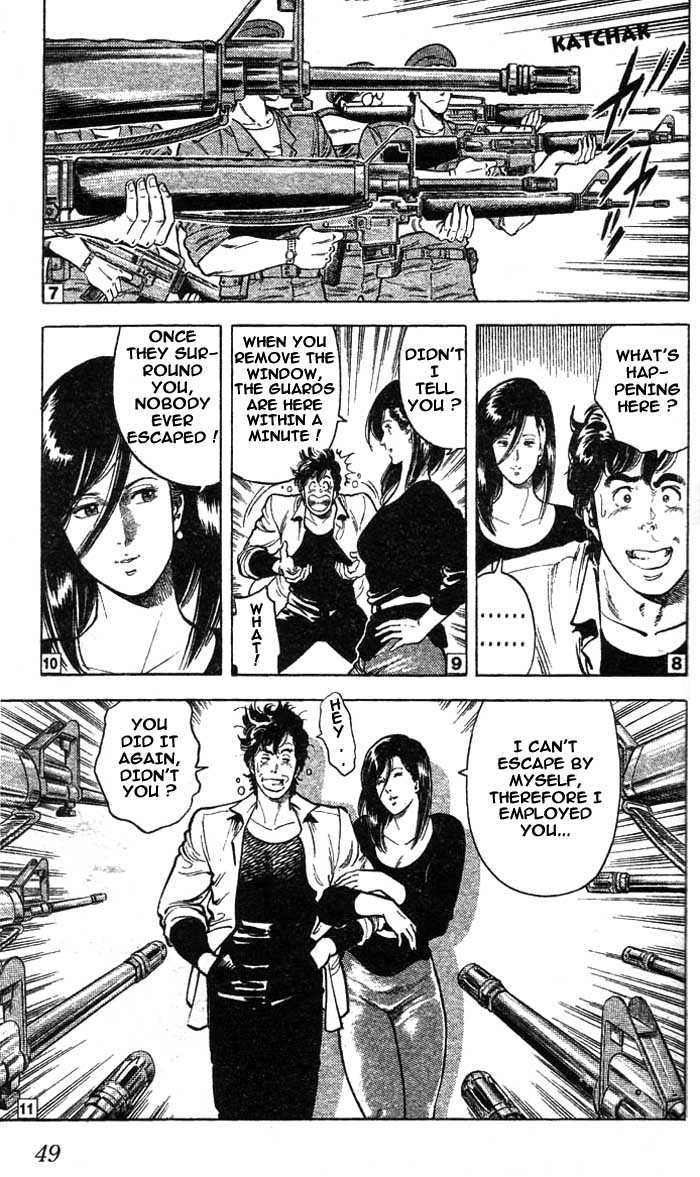 KATCHAK
7
WHAT'S
HAP-
PENING
HERE ?
......
......
8
DIDN'T
I
TELL
YOU ?
WHEN YOU
REMOVE THE
WINDOW,
THE GUARDS
ARE HERE
WITHIN A
MINUTE !
WHAT!
9
ONCE
THEY SUR-
ROUND
YOU,
NOBODY
EVER
ESCAPED !
10
I CAN'T
ESCAPE BY
MYSELF,
THEREFORE I
EMPLOYED
YOU...
HEY . .
YOU
DID IT
AGAIN,
DIDN'T
YOU ?
11
49